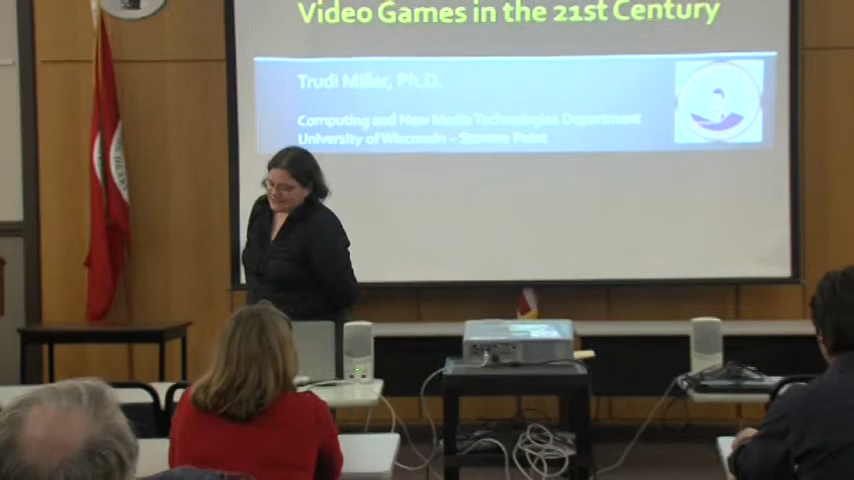 Video Games in the 21st Century
Trudi Miller, Ph.D.
Computing and New Media Technologies Department
University of Wisconsin – Stevens Point